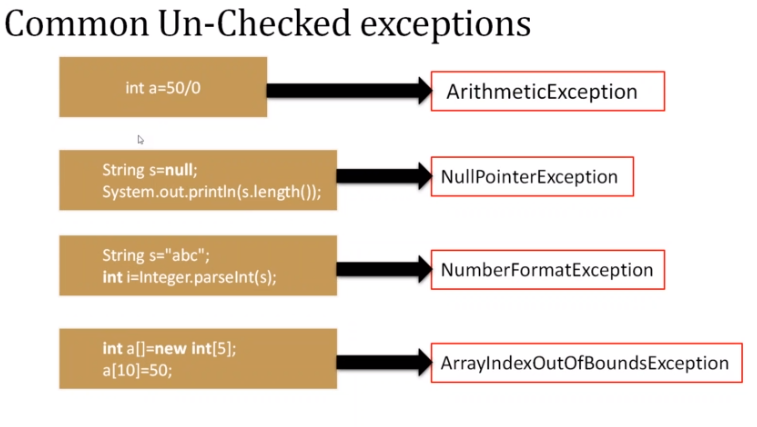 Common Un-Checked exceptions
int a=50/0
ArithmeticException
String s=null;
System.out.println(s.length());
NullPointerException
String s="abc";
int i=Integer.parseInt(s);
NumberFormatException
int a[]=new int[5];
a[10]=50;
ArrayIndexOutOfBoundsException